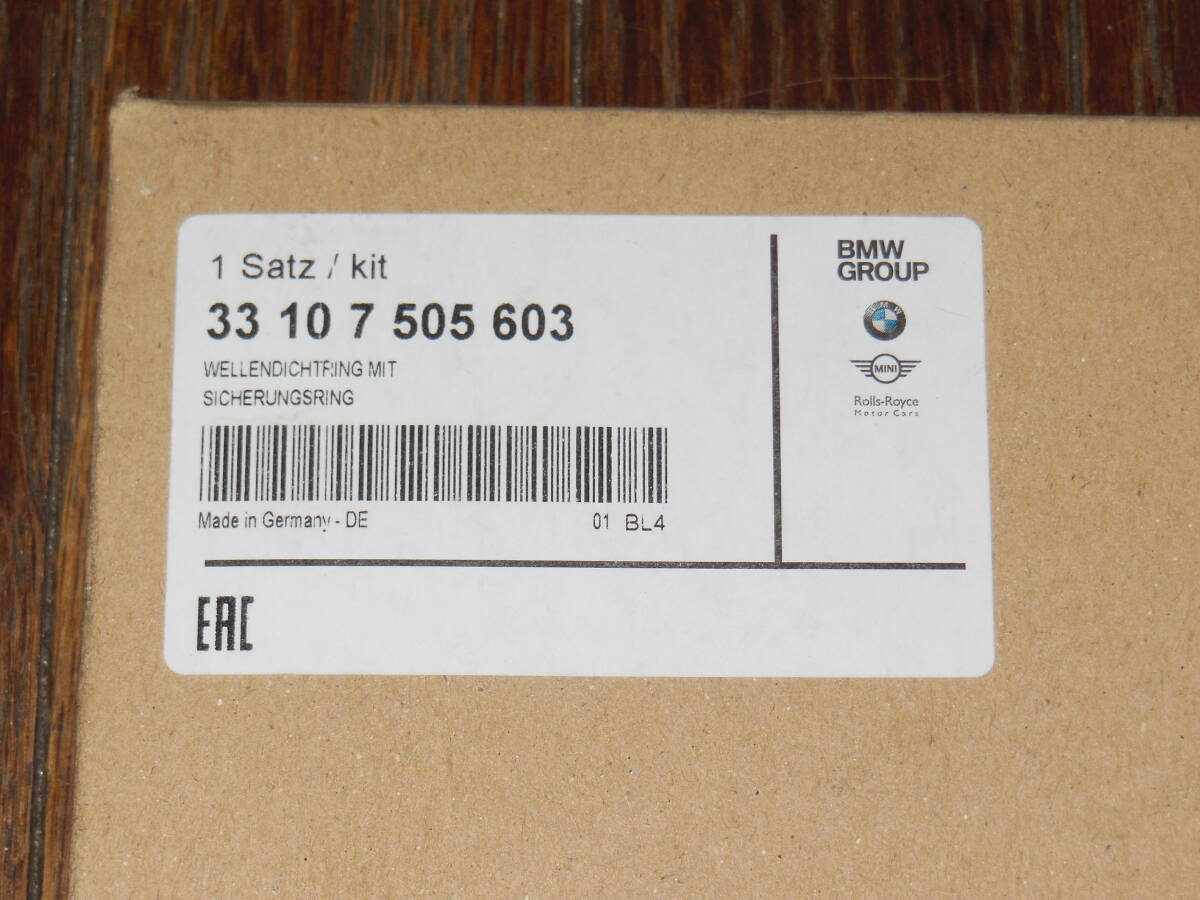 1 Satz / kit
33 10 7 505 603
WELLENDICHTRING MIT
SICHERUNGSRING
Made in Germany - DE
01 BL4
EAC
BMW
GROUP
BMW
MINI
Rolls-Royce
Motor Cars